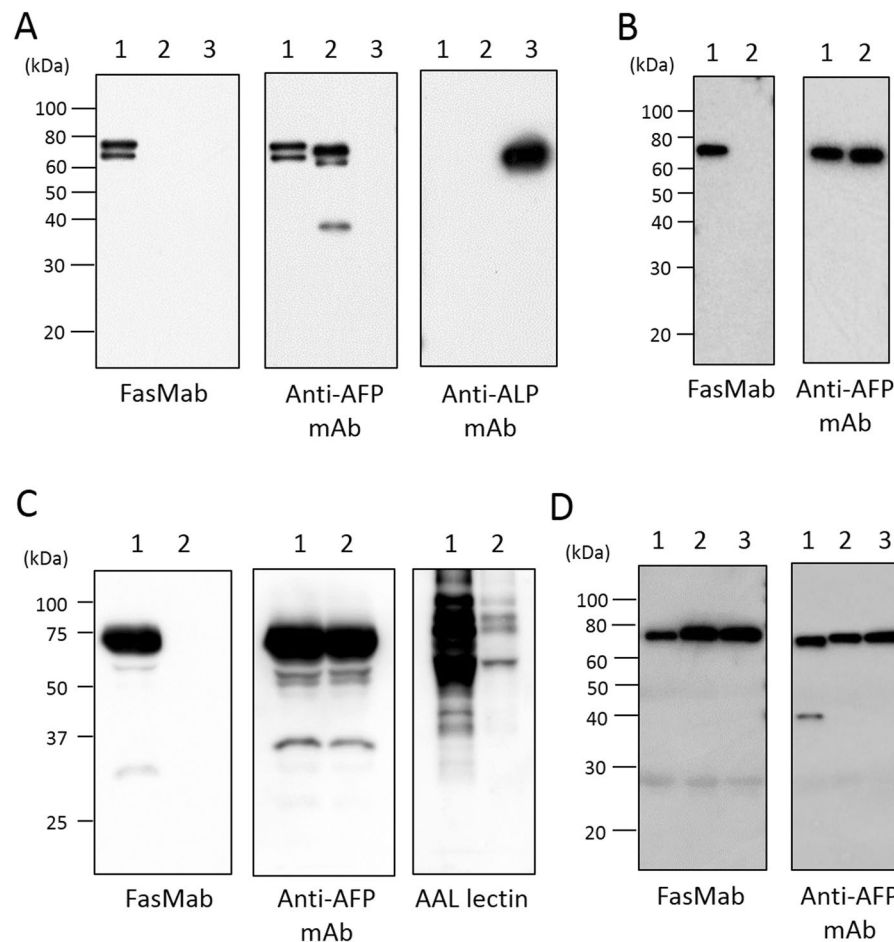 A
(kDa)
1 2 3
1 2 3
1 2 3
100
80
60
50
40
30
20
FasMab
Anti-AFP
mAb
Anti-ALP
mAb
B
(kDa)
1 2
1 2
100
80
60
50
40
30
20
FasMab
Anti-AFP
mAb
C
(kDa)
1 2
1 2
1 2
100
75
50
37
25
FasMab
Anti-AFP
mAb
AAL lectin
D
(kDa)
1 2 3
1 2 3
100
80
60
50
40
30
20
FasMab
Anti-AFP
mAb